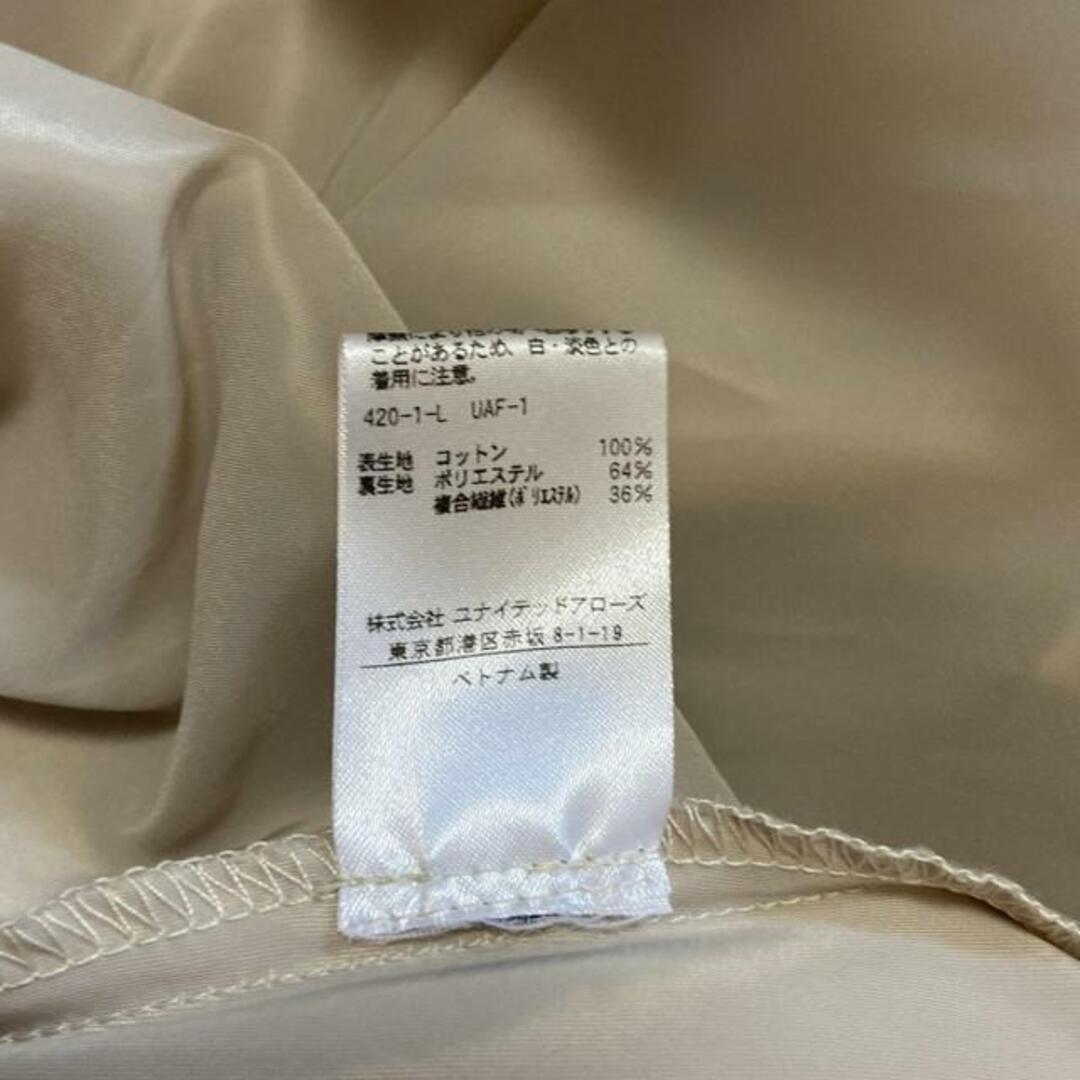 ことがあるため、白・淡色との
着用に注意。
420-1-L UAF-1
表生地 コットン 100%
裏生地 ポリエステル 64%
複合繊維(ポリエステル) 36%
株式会社 ユナイテッドアローズ
東京都港区赤坂 8-1-19
ベトナム製